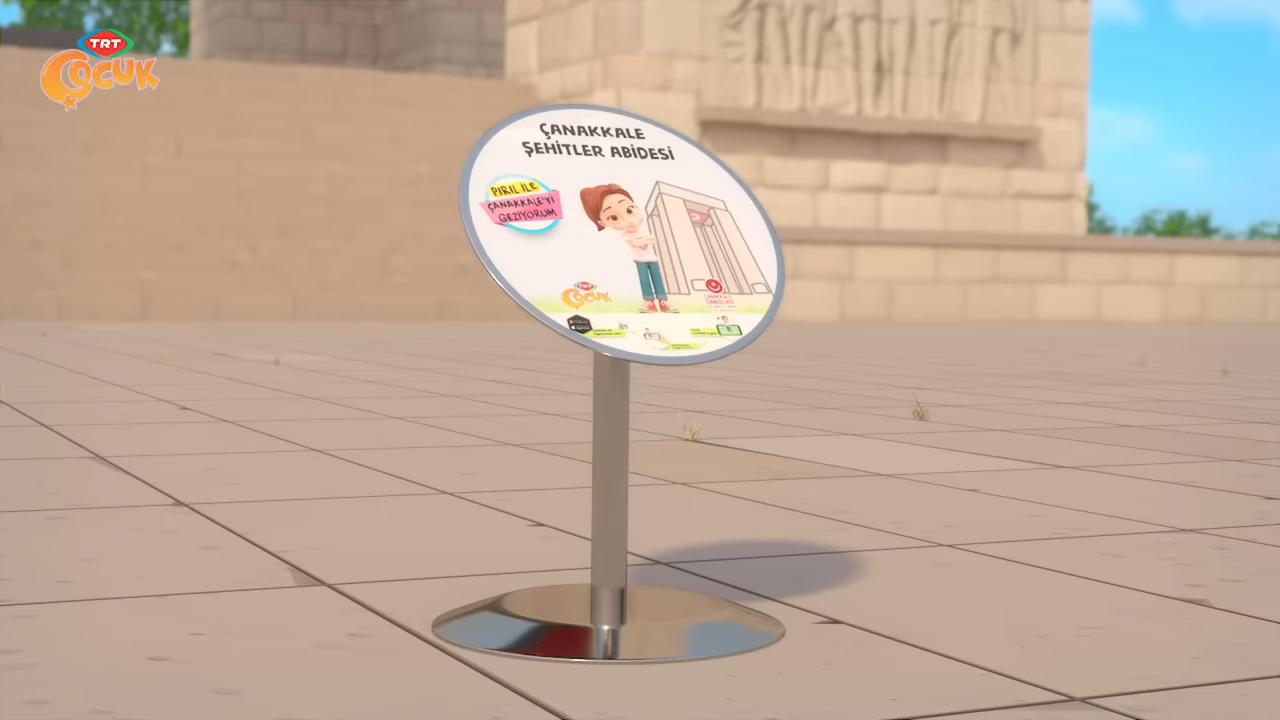 TRT
ÇOCUK
ÇANAKKALE
ŞEHİTLER ABİDESİ
PIRIL İLE
ÇANAKKALE'Yİ
GEZİYORUM
TRT
ÇOCUK